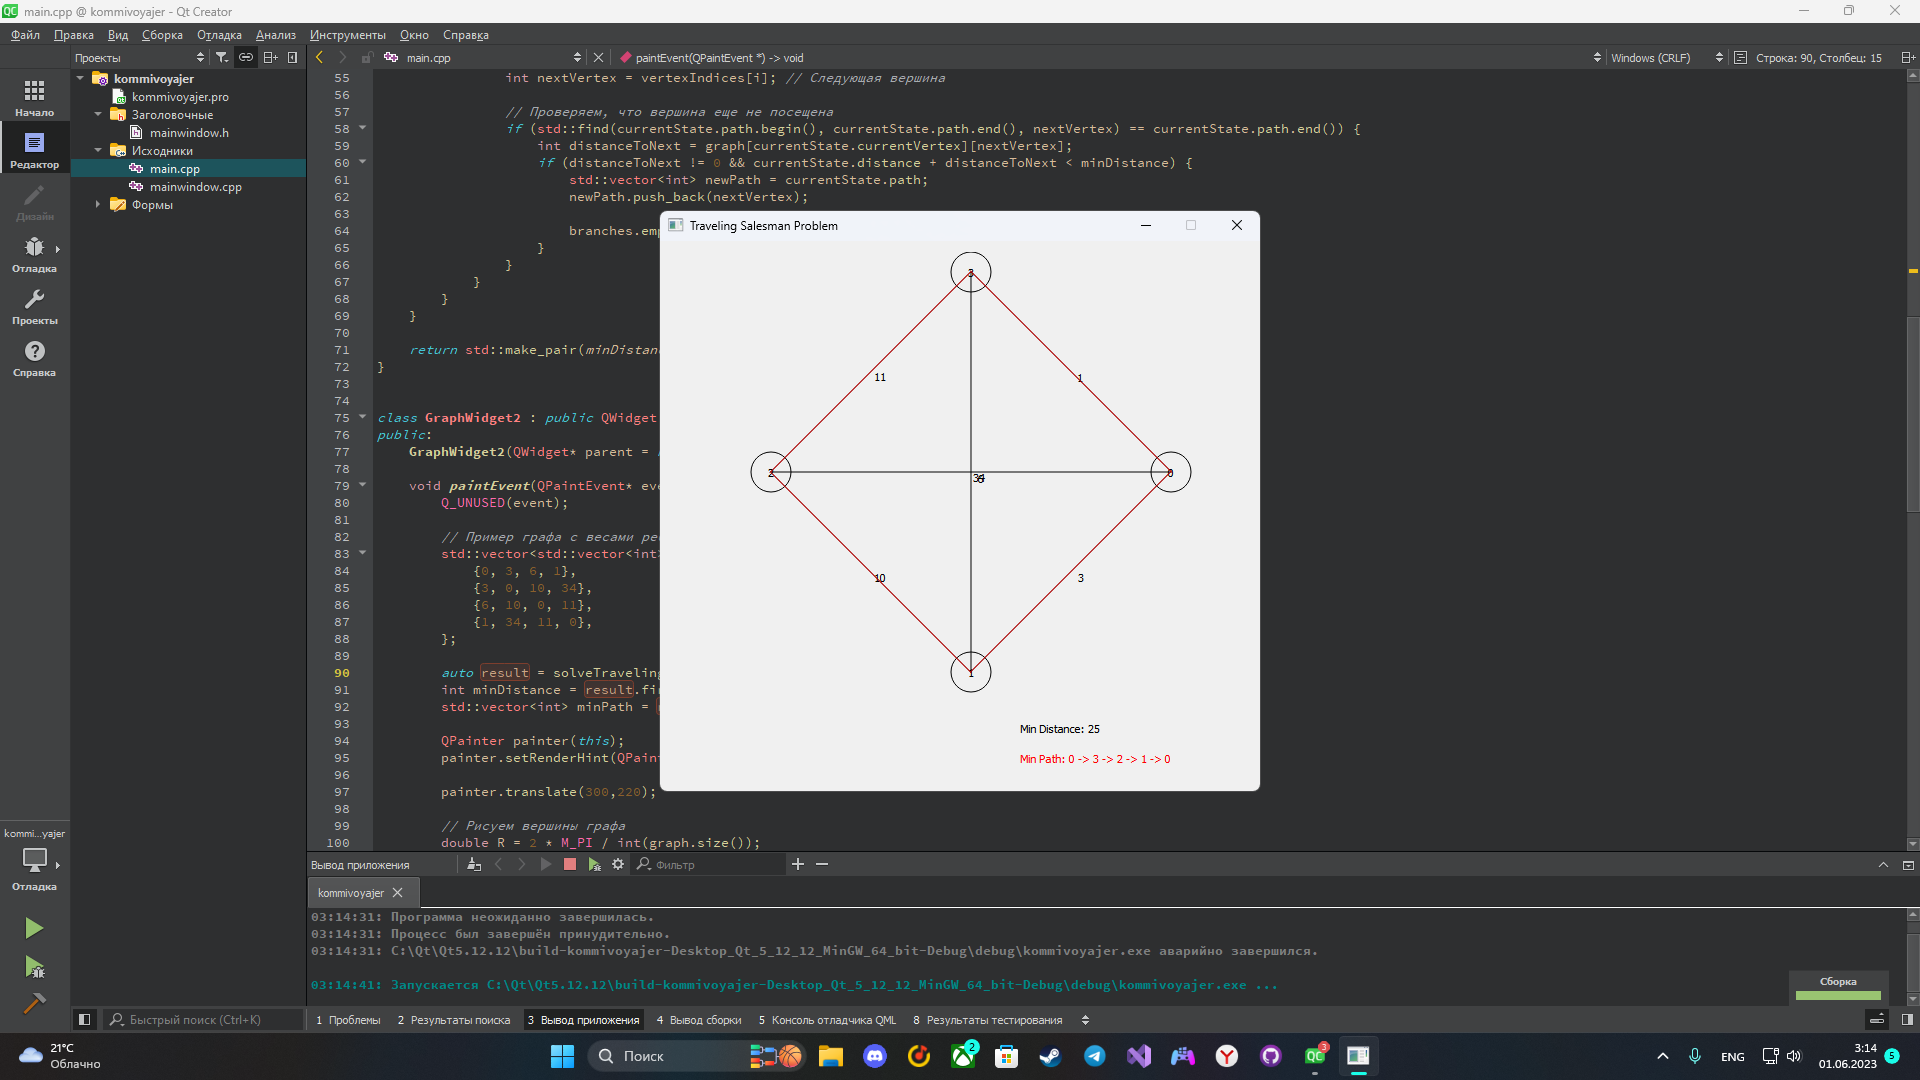 main.cpp @ kommivoyajer - Qt Creator
Файл Правка Вид Сборка Отладка Анализ Инструменты Окно Справка
Проекты
main.cpp
paintEvent(QPaintEvent *) -> void
Windows (CRLF)
Строка: 90, Столбец: 15
Начало
Редактор
Дизайн
Отладка
Проекты
Справка
kommivoyajer
kommivoyajer.pro
Заголовочные
mainwindow.h
Исходники
main.cpp
mainwindow.cpp
Формы
55 int nextVertex = vertexIndices[i]; // Следующая вершина
56
57 // Проверяем, что вершина еще не посещена
58 if (std::find(currentState.path.begin(), currentState.path.end(), nextVertex) == currentState.path.end()) {
59 int distanceToNext = graph[currentState.currentVertex][nextVertex];
60 if (distanceToNext != 0 && currentState.distance + distanceToNext < minDistance) {
61 std::vector<int> newPath = currentState.path;
62 newPath.push_back(nextVertex);
63
64 branches.emp
65 }
66 }
67 }
68 }
69 }
70
71 return std::make_pair(minDistan
72 }
73
74
75 class GraphWidget2 : public QWidget
76 public:
77 GraphWidget2(QWidget* parent =
78
79 void paintEvent(QPaintEvent* eve
80 Q_UNUSED(event);
81
82 // Пример графа с весами ре
83 std::vector<std::vector<int>
84 {0, 3, 6, 1},
85 {3, 0, 10, 34},
86 {6, 10, 0, 11},
87 {1, 34, 11, 0},
88 };
89
90 auto result = solveTraveling
91 int minDistance = result.fi
92 std::vector<int> minPath =
93
94 QPainter painter(this);
95 painter.setRenderHint(QPain
96
97 painter.translate(300,220);
98
99 // Рисуем вершины графа
100 double R = 2 * M_PI / int(graph.size());
Traveling Salesman Problem
3
11
1
2
0
34
10
3
1
Min Distance: 25
Min Path: 0 -> 3 -> 2 -> 1 -> 0
kommi...yajer
Отладка
Вывод приложения
Фильтр
kommivoyajer
03:14:31: Программа неожиданно завершилась.
03:14:31: Процесс был завершён принудительно.
03:14:31: C:\Qt\Qt5.12.12\build-kommivoyajer-Desktop_Qt_5_12_12_MinGW_64_bit-Debug\debug\kommivoyajer.exe аварийно завершился.
03:14:41: Запускается C:\Qt\Qt5.12.12\build-kommivoyajer-Desktop_Qt_5_12_12_MinGW_64_bit-Debug\debug\kommivoyajer.exe ...
Сборка
Быстрый поиск (Ctrl+K)
1 Проблемы 2 Результаты поиска 3 Вывод приложения 4 Вывод сборки 5 Консоль отладчика QML 8 Результаты тестирования
21°C
Облачно
Поиск
2
3
ENG
3:14
01.06.2023
5